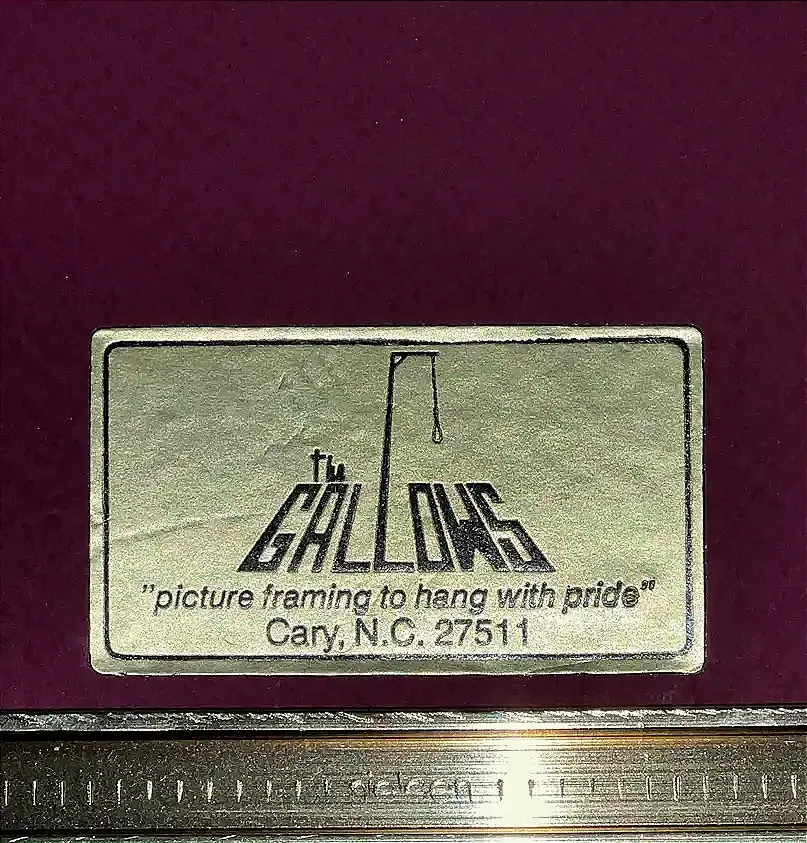 The
GALLOWS
"picture framing to hang with pride"
Cary, N.C. 27511